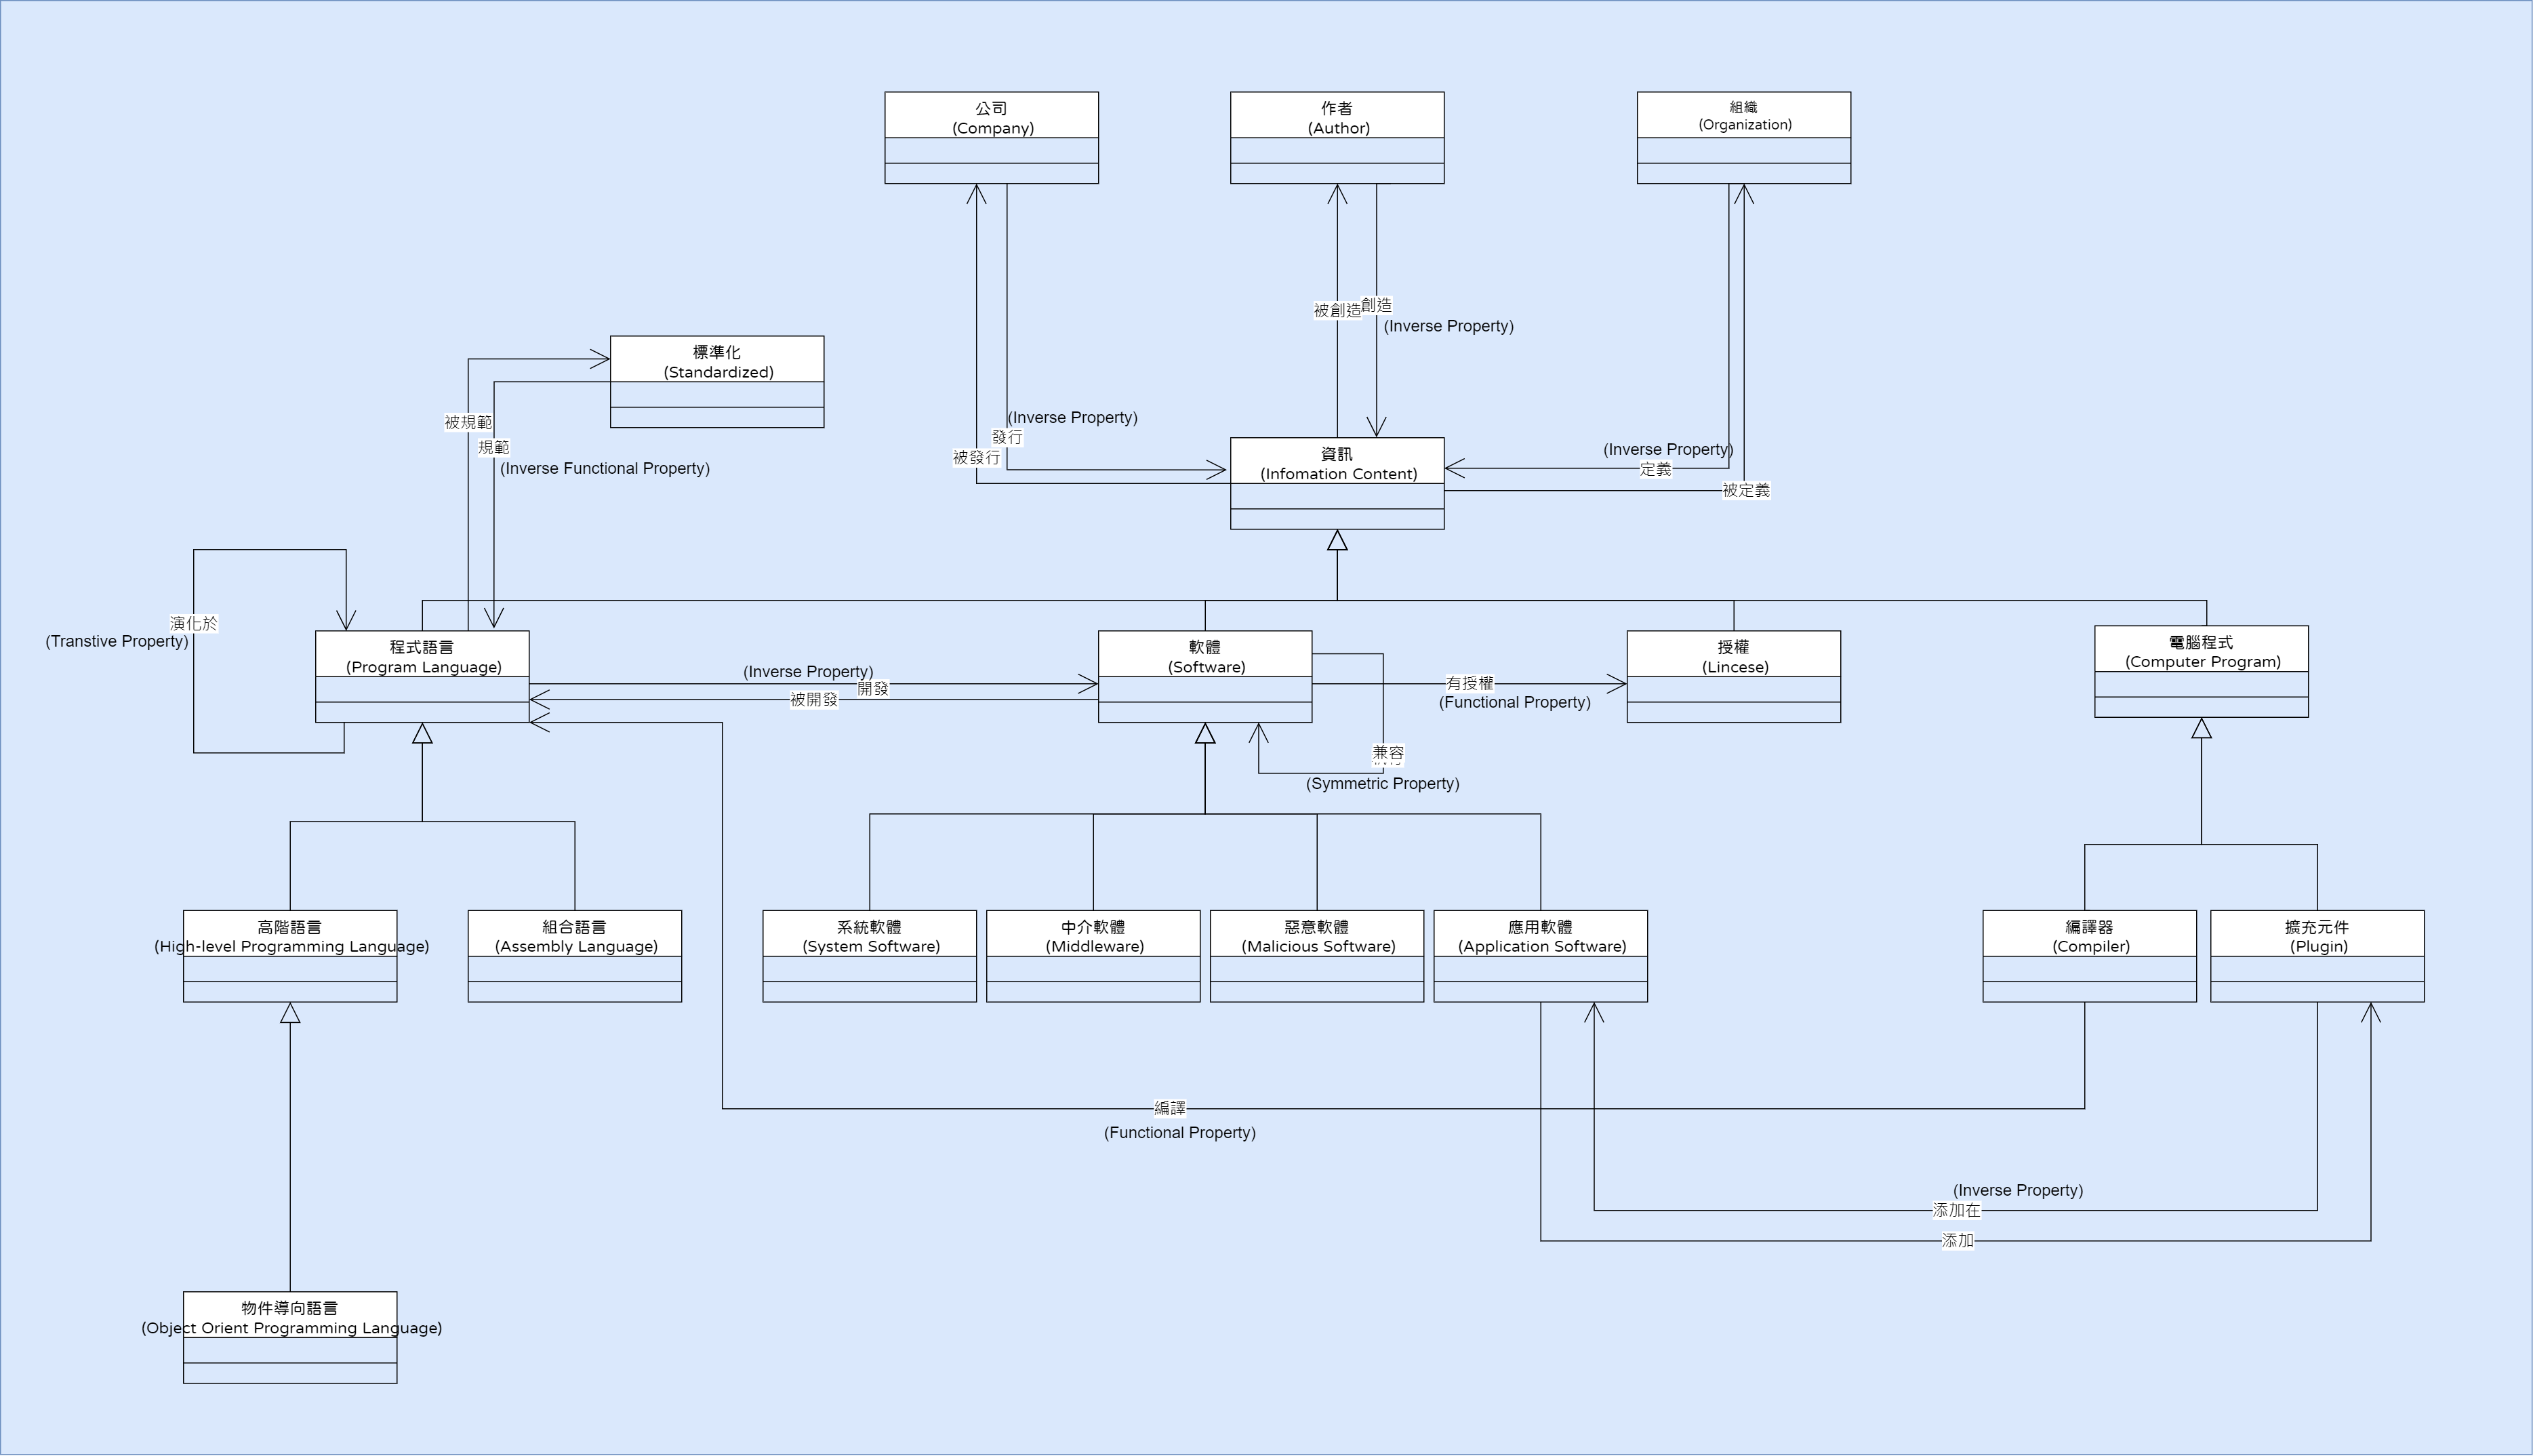 公司
(Company)
作者
(Author)
組織
(Organization)
被創造
創造
(Inverse Property)
標準化
(Standardized)
被規範
規範
(Inverse Functional Property)
(Inverse Property)
發行
被發行
資訊
(Infomation Content)
(Inverse Property)
定義
被定義
演化於
(Transtive Property)
程式語言
(Program Language)
(Inverse Property)
開發
被開發
軟體
(Software)
有授權
(Functional Property)
授權
(Lincese)
電腦程式
(Computer Program)
兼容
(Symmetric Property)
高階語言
(High-level Programming Language)
組合語言
(Assembly Language)
系統軟體
(System Software)
中介軟體
(Middleware)
惡意軟體
(Malicious Software)
應用軟體
(Application Software)
編譯器
(Compiler)
擴充元件
(Plugin)
編譯
(Functional Property)
(Inverse Property)
添加在
添加
物件導向語言
(Object Orient Programming Language)